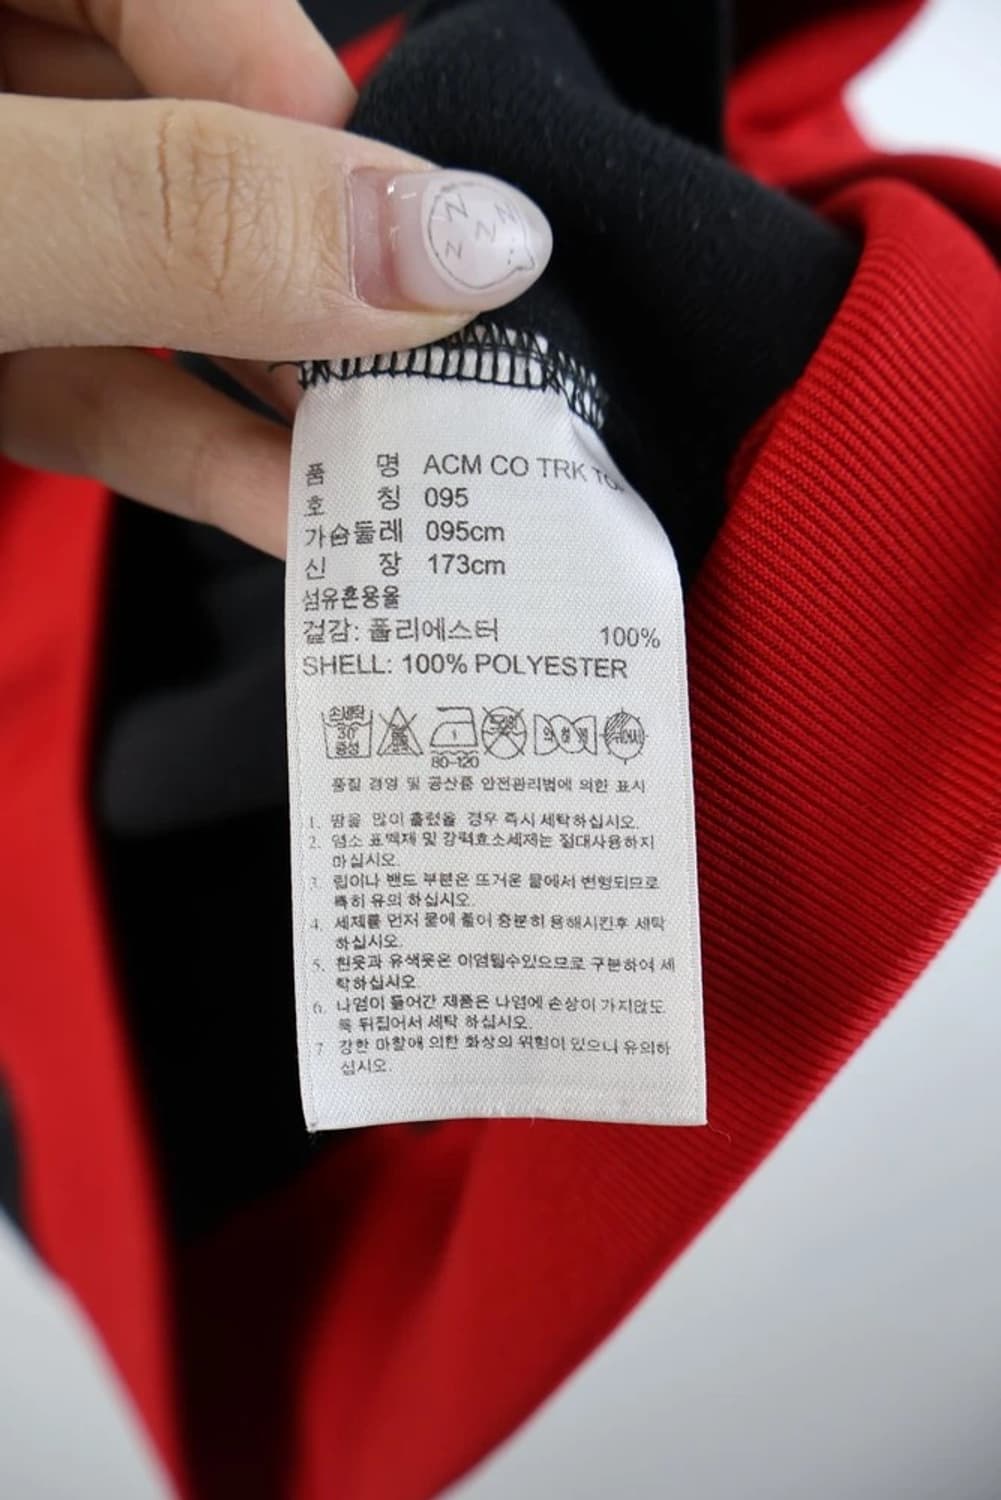 품 명 ACM CO TRK TO
호 칭 095
가슴둘레 095cm
신 장 173cm
섬유혼용율
겉감: 폴리에스터 100%
SHELL: 100% POLYESTER
손세탁 30° 중성
1
80~120
품질 경영 및 공산품 안전관리법에 의한 표시
1. 땀을 많이 흘렸을 경우 즉시 세탁하십시오.
2. 염소 표백제 및 강력효소세제는 절대사용하지
마십시오.
3. 립이나 밴드 부분은 뜨거운 물에서 변형되므로
특히 유의 하십시오.
4. 세제를 먼저 물에 풀어 충분히 용해시킨후 세탁
하십시오.
5. 흰옷과 유색옷은 이염될수있으므로 구분하여 세
탁하십시오.
6. 나염이 들어간 제품은 나염에 손상이 가지않도
록 뒤집어서 세탁 하십시오.
7. 강한 마찰에 의한 화상의 위험이 있으니 유의하
십시오.